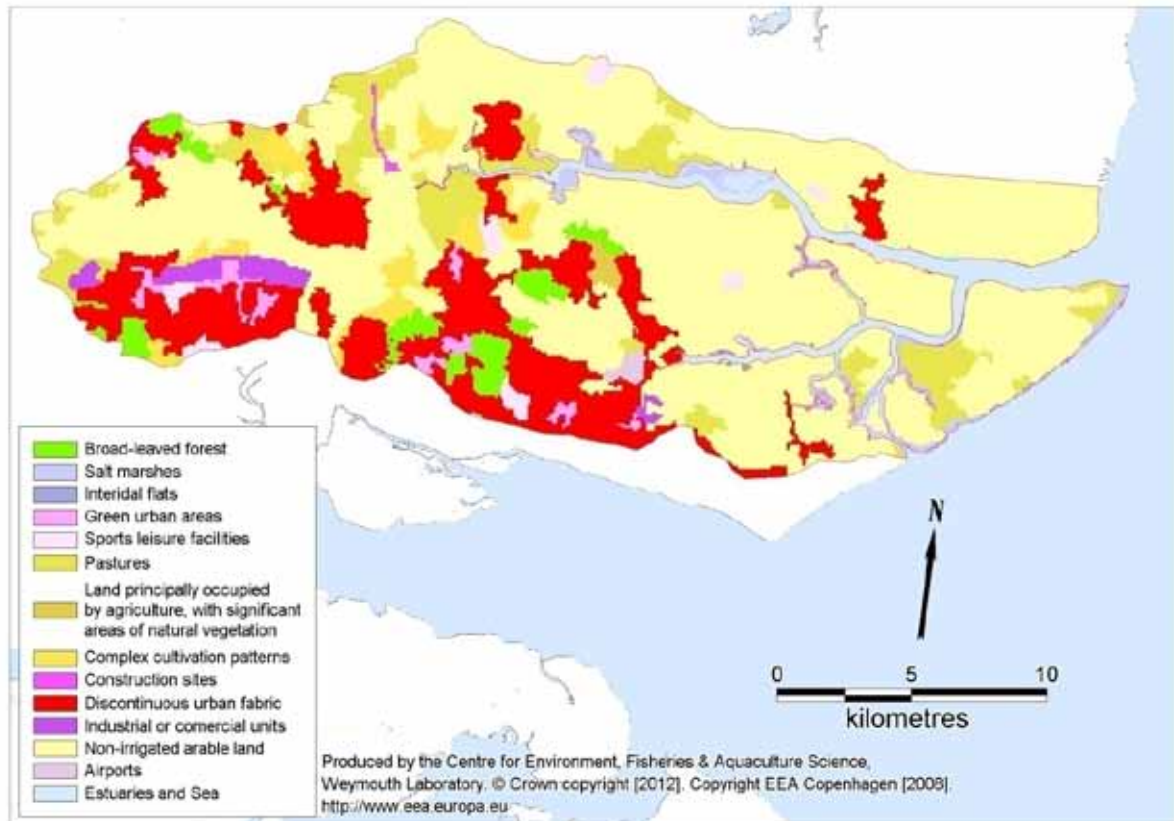 Broad-leaved forest
Salt marshes
Interidal flats
Green urban areas
Sports leisure facilities
Pastures
Land principally occupied
by agriculture, with significant
areas of natural vegetation
Complex cultivation patterns
Construction sites
Discontinuous urban fabric
Industrial or comercial units
Non-irrigated arable land
Airports
Estuaries and Sea
N
0 5 10
kilometres
Produced by the Centre for Environment, Fisheries & Aquaculture Science,
Weymouth Laboratory. © Crown copyright [2012]. Copyright EEA Copenhagen [2008].
http://www.eea.europa.eu